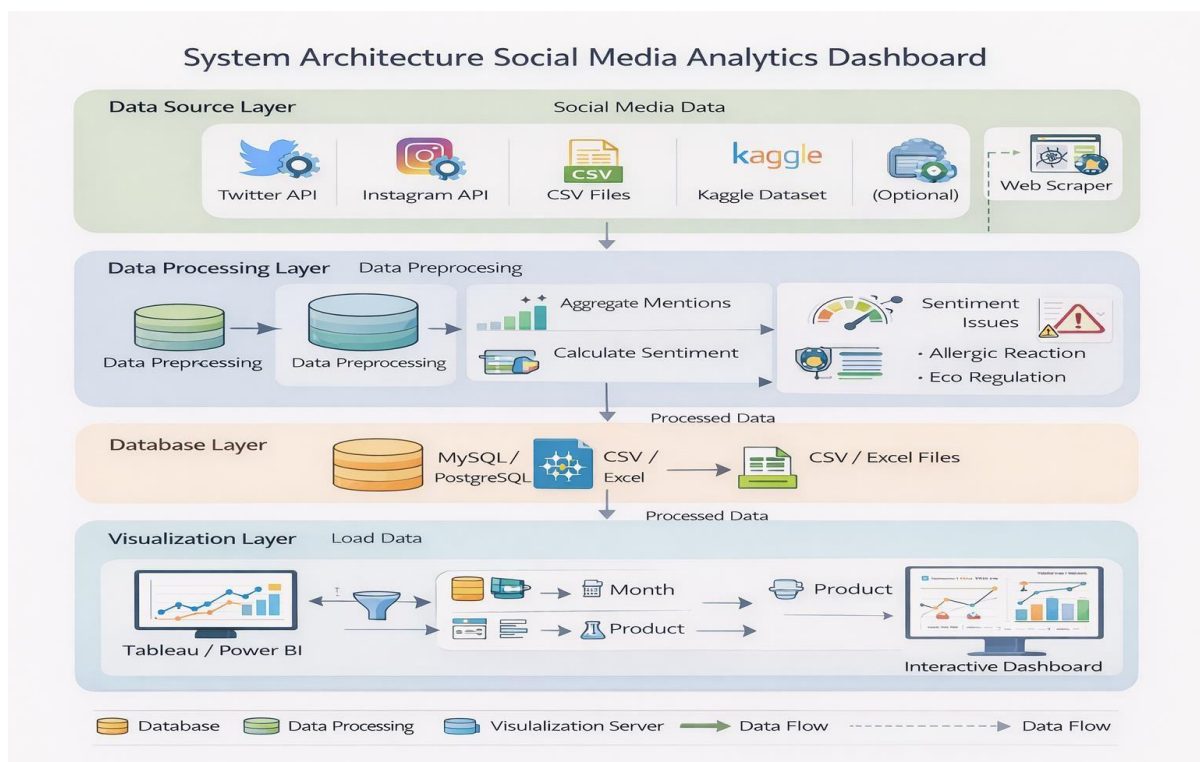 System Architecture Social Media Analytics Dashboard
Data Source Layer
Social Media Data
CSV
kaggle
Twitter API
Instagram API
CSV Files
Kaggle Dataset
(Optional)
Web Scraper
Data Processing Layer
Data Preprocesing
Aggregate Mentions
Calculate Sentiment
Sentiment
Issues
· Allergic Reaction
· Eco Regulation
Data Preprcessing
Data Preprocessing
Processed Data
Database Layer
MySQL /
PostgreSQL
CSV /
Excel
CSV / Excel Files
Processed Data
Visualization Layer
Load Data
Month
Product
Product
Tableau / Power BI
Interactive Dashboard
Database
Data Processing
Visulalization Server
Data Flow
Data Flow